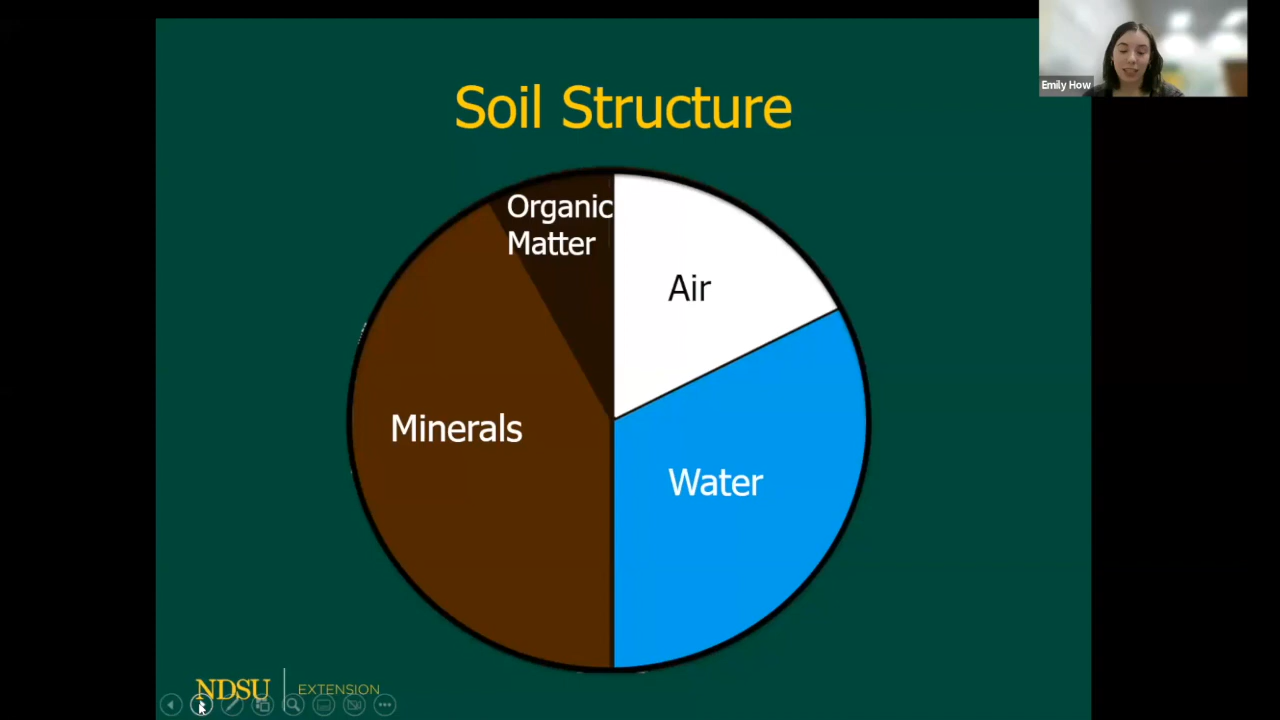 Emily How
Soil Structure
Organic
Matter
Air
Minerals
Water
NDSU
EXTENSION